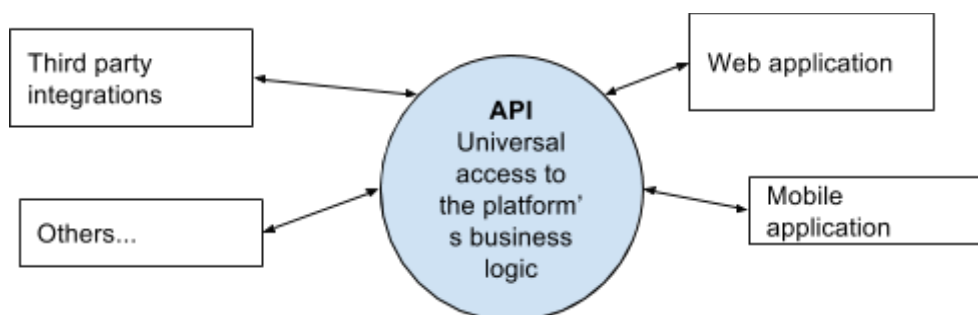 Third party
integrations
Others...
API
Universal
access to
the platform’
s business
logic
Web application
Mobile
application